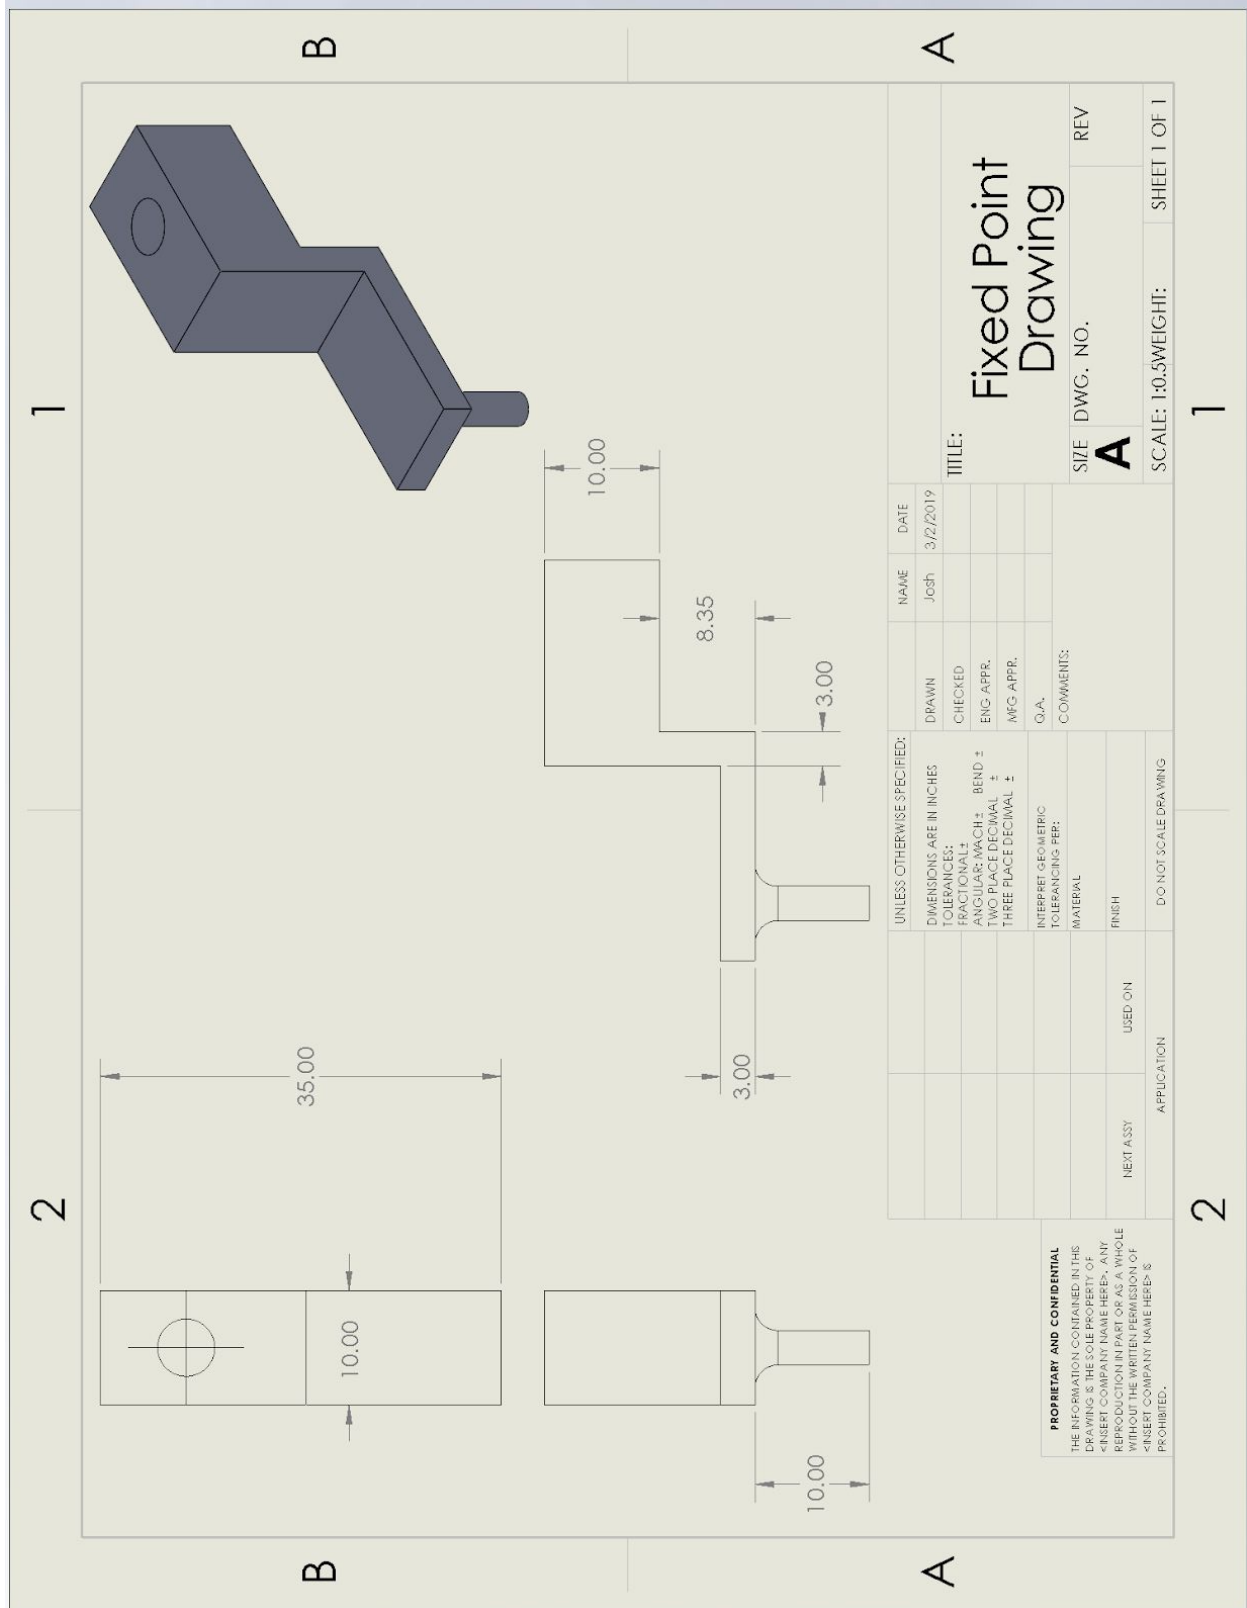 2
1
B
B
A
A
35.00
10.00
10.00
3.00
10.00
8.35
3.00
PROPRIETARY AND CONFIDENTIAL
THE INFORMATION CONTAINED IN THIS
DRAWING IS THE SOLE PROPERTY OF
<INSERT COMPANY NAME HERE>. ANY
REPRODUCTION IN PART OR AS A WHOLE
WITHOUT THE WRITTEN PERMISSION OF
<INSERT COMPANY NAME HERE> IS
PROHIBITED.
NEXT ASSY
USED ON
APPLICATION
UNLESS OTHERWISE SPECIFIED:
DIMENSIONS ARE IN INCHES
TOLERANCES:
FRACTIONAL±
ANGULAR: MACH± BEND ±
TWO PLACE DECIMAL ±
THREE PLACE DECIMAL ±
INTERPRET GEOMETRIC
TOLERANCING PER:
MATERIAL
FINISH
DO NOT SCALE DRAWING
NAME DATE
DRAWN Josh 3/2/2019
CHECKED
ENG APPR.
MFG APPR.
Q.A.
COMMENTS:
TITLE:
Fixed Point
Drawing
SIZE DWG. NO. REV
A
SCALE: 1:0.5 WEIGHT: SHEET 1 OF 1
2
1